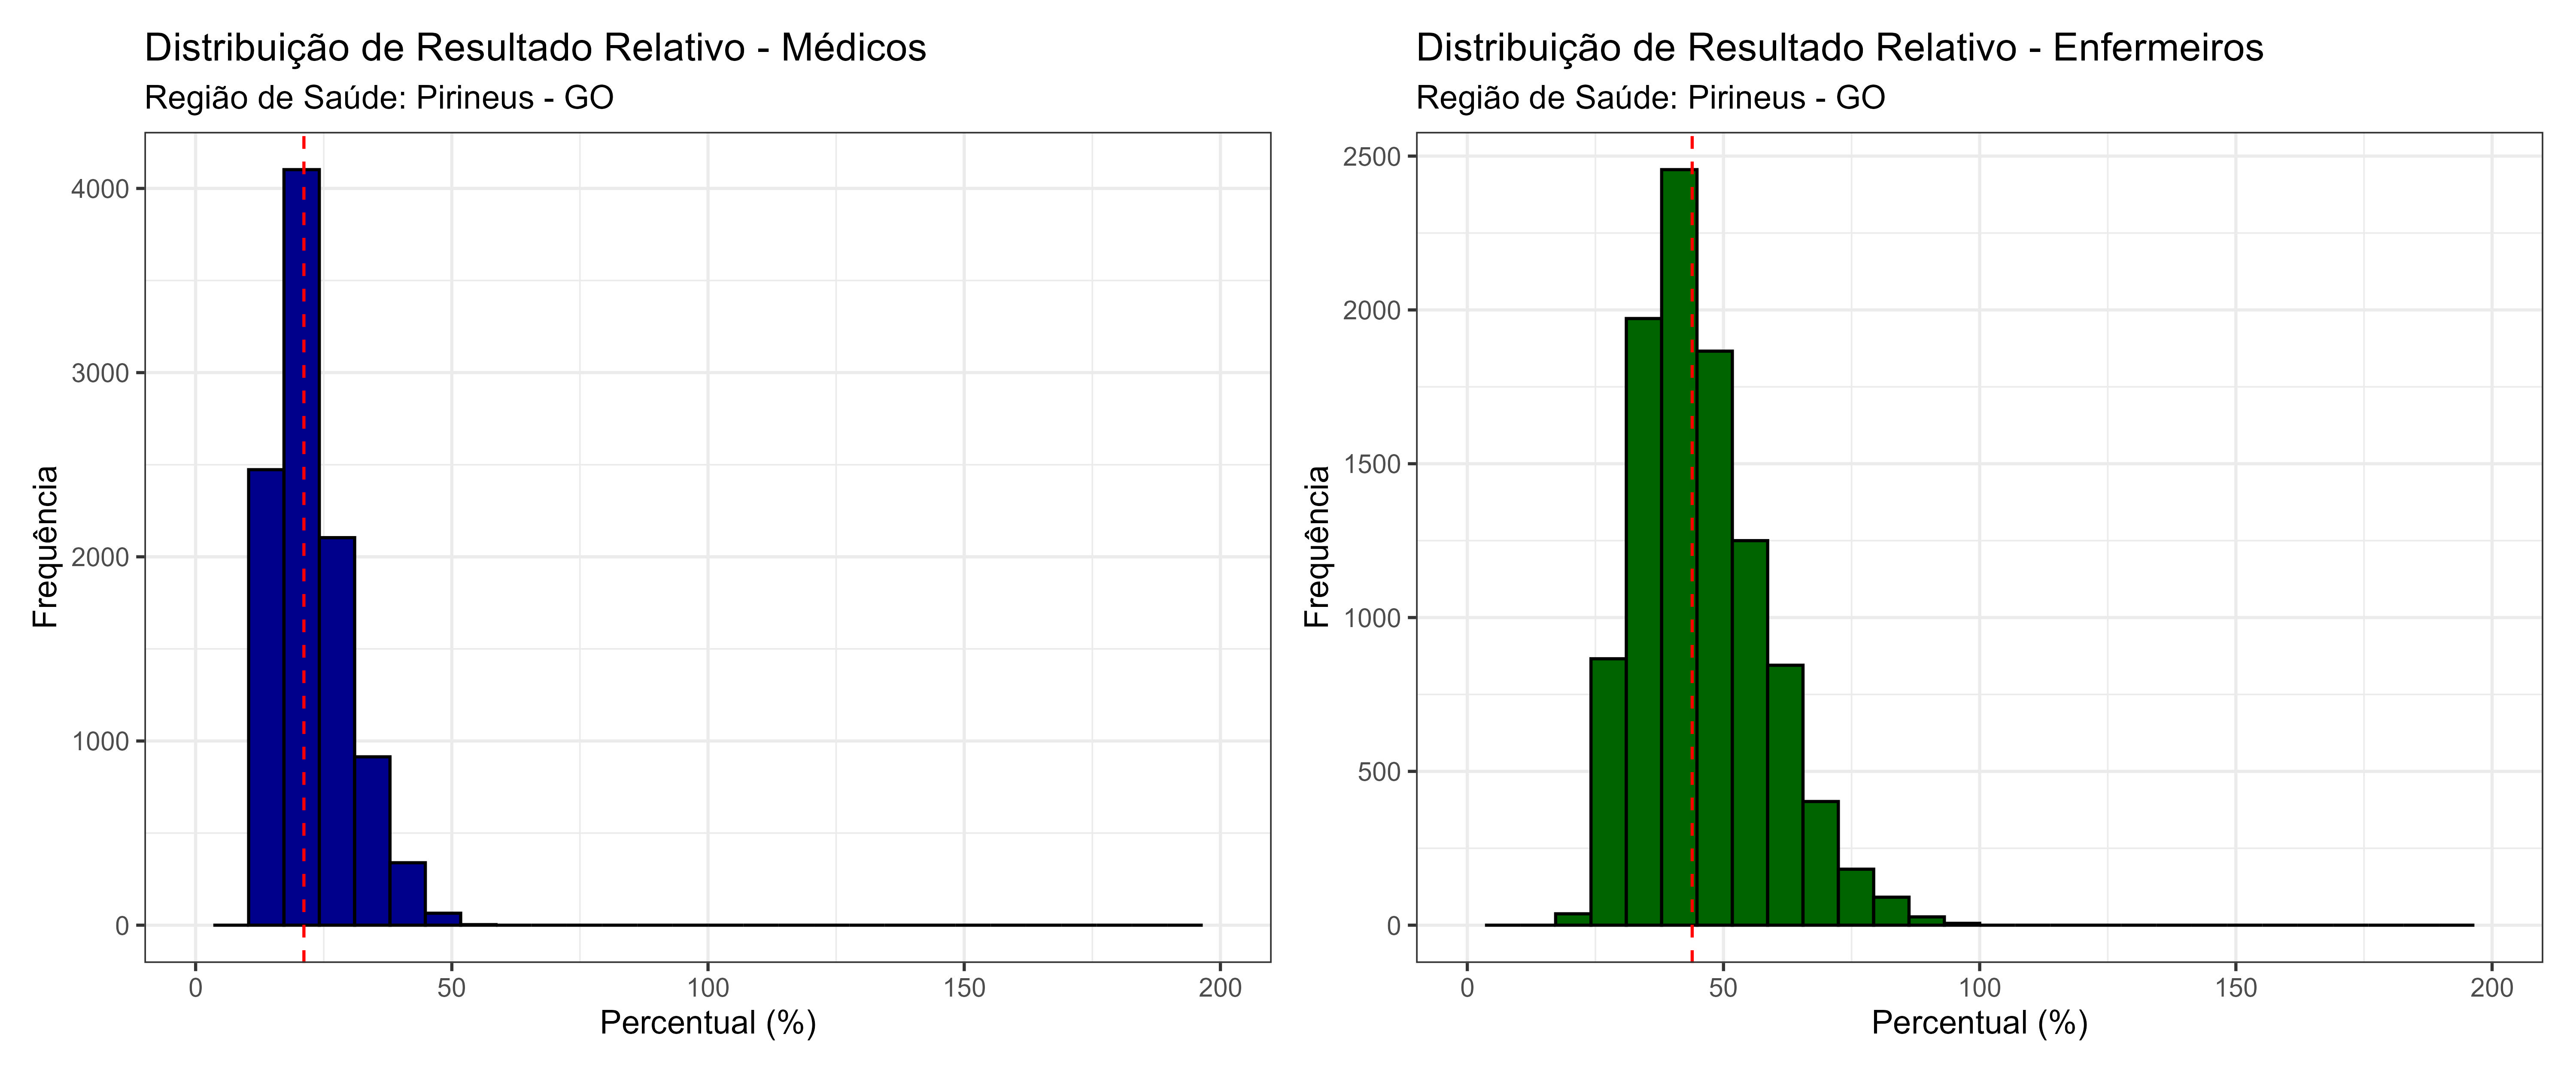 Distribuição de Resultado Relativo - Médicos
Região de Saúde: Pirineus - GO
Frequência
4000
3000
2000
1000
0
0 50 100 150 200
Percentual (%)
Distribuição de Resultado Relativo - Enfermeiros
Região de Saúde: Pirineus - GO
Frequência
2500
2000
1500
1000
500
0
0 50 100 150 200
Percentual (%)